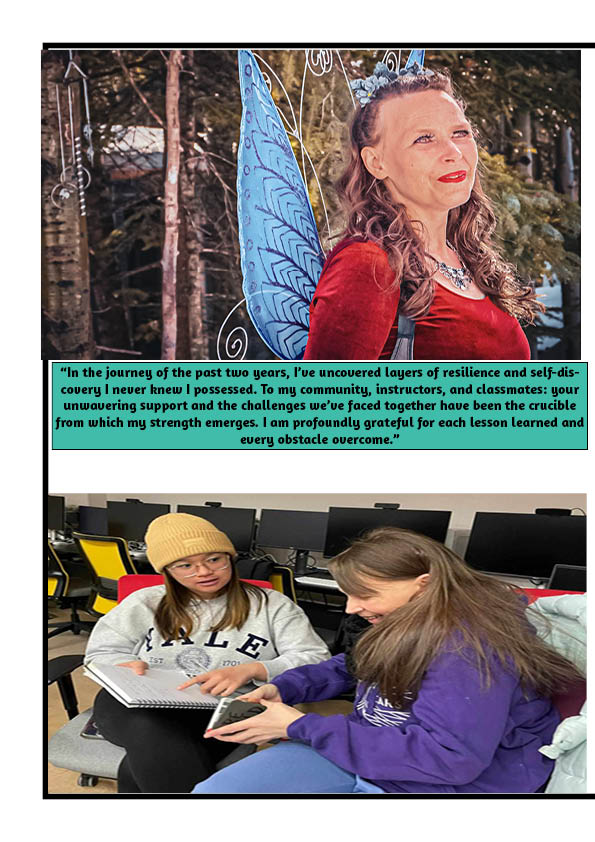 “In the journey of the past two years, I’ve uncovered layers of resilience and self-dis-
covery I never knew I possessed. To my community, instructors, and classmates: your
unwavering support and the challenges we’ve faced together have been the crucible
from which my strength emerges. I am profoundly grateful for each lesson learned and
every obstacle overcome.”
YALE
EST. 1701